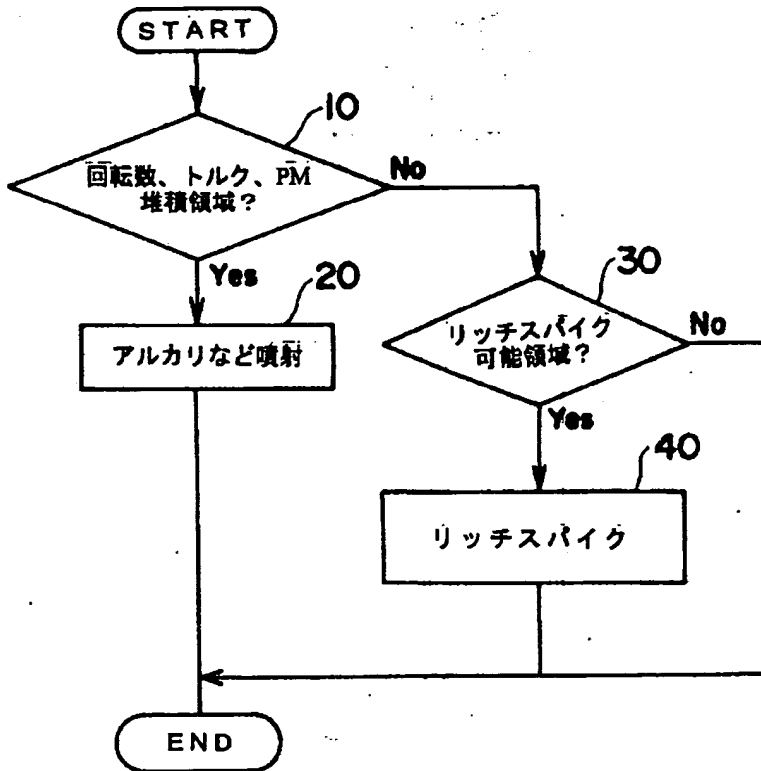 START
10
回転数、トルク、PM
堆積領域?
No
Yes
20
アルカリなど噴射
30
リッチスパイク
可能領域?
No
Yes
40
リッチスパイク
END